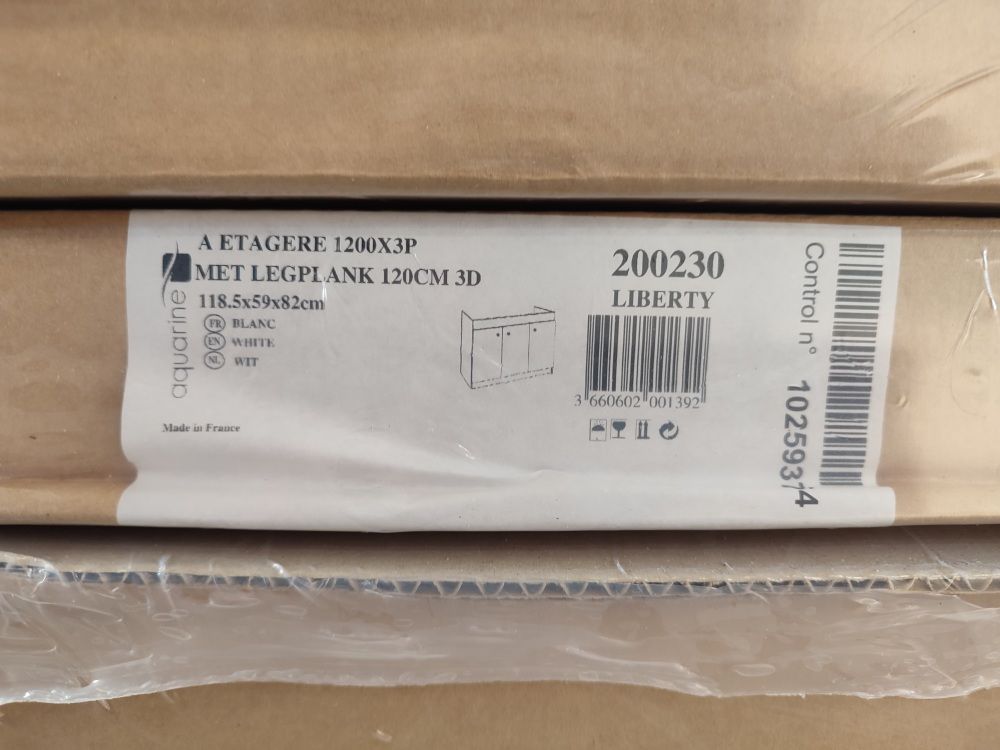 aquarine
A ETAGERE 1200X3P
MET LEGPLANK 120CM 3D
118.5x59x82cm
FR BLANC
EN WHITE
NL WIT
Made in France
200230
LIBERTY
3 660602 001392
Control n° 10259374